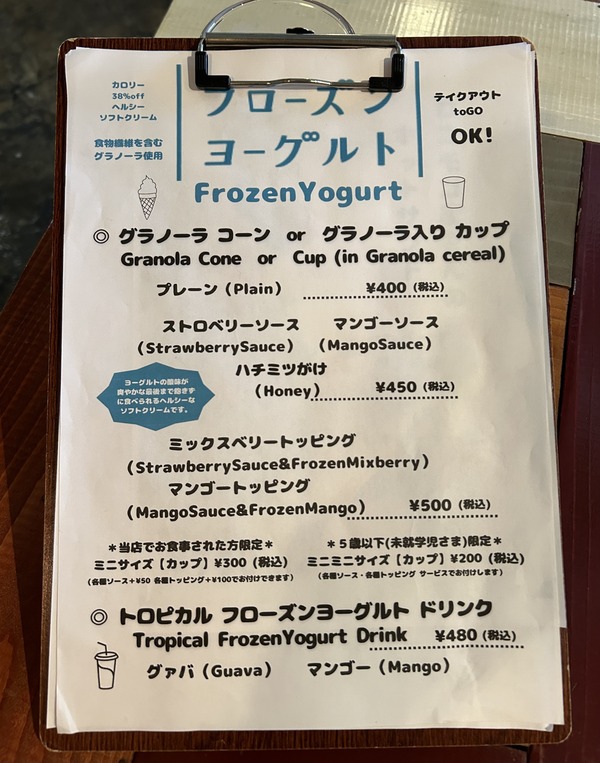 カロリー
38%off
ヘルシー
ソフトクリーム
食物繊維を含む
グラノーラ使用
フローズン
ヨーグルト
FrozenYogurt
テイクアウト
toGO
OK!
◎ グラノーラ コーン or グラノーラ入り カップ
Granola Cone or Cup (in Granola cereal)
プレーン (Plain) ¥400 (税込)
ストロベリーソース マンゴーソース
(StrawberrySauce) (MangoSauce)
ハチミツがけ
(Honey) ¥450 (税込)
ヨーグルトの酸味が
爽やかな最後まで飽きず
に食べられるヘルシーな
ソフトクリームです。
ミックスベリートッピング
(StrawberrySauce&FrozenMixberry)
マンゴートッピング
(MangoSauce&FrozenMango) ¥500 (税込)
*当店でお食事された方限定*
ミニサイズ【カップ】¥300 (税込)
(各種ソース+¥50 各種トッピング+¥100でお付けできます)
*5歳以下(未就学児さま)限定*
ミニミニサイズ【カップ】¥200 (税込)
(各種ソース・各種トッピング サービスでお付けします)
◎ トロピカル フローズンヨーグルト ドリンク
Tropical FrozenYogurt Drink ¥480 (税込)
グァバ (Guava) マンゴー (Mango)